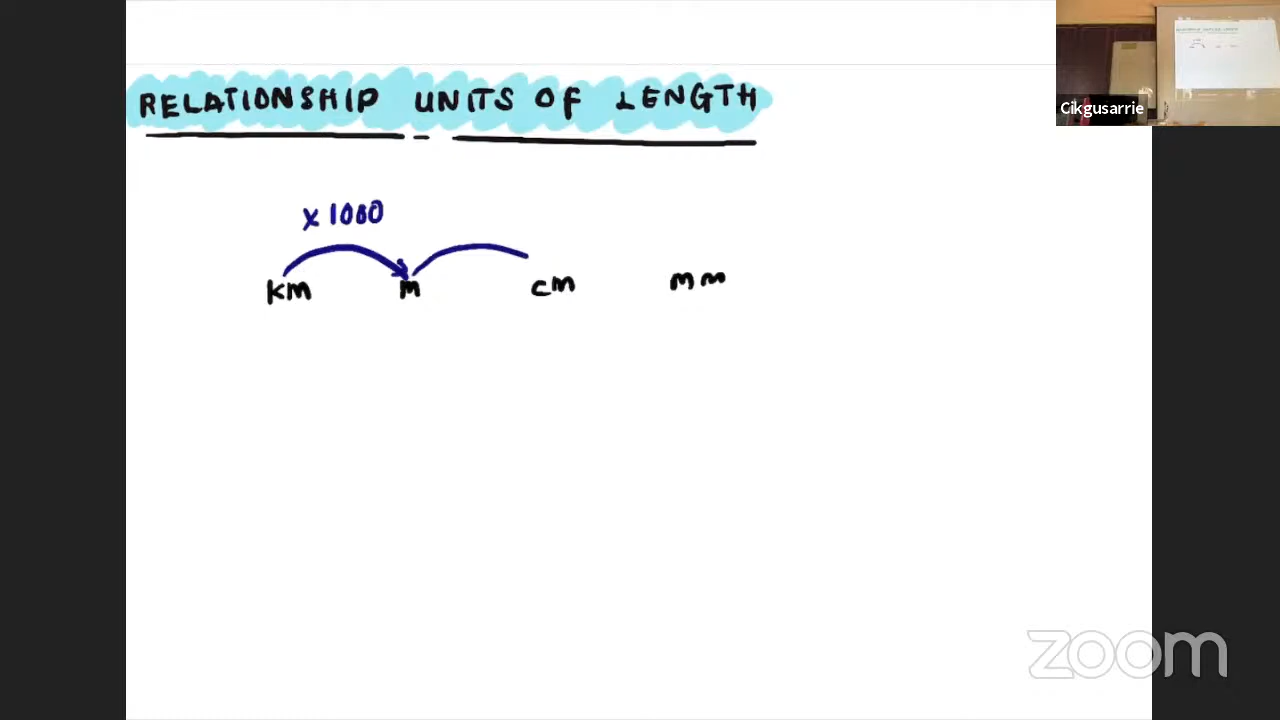 RELATIONSHIP UNITS OF LENGTH
Cikgusarrie
x 1000
km m cm mm
zoom